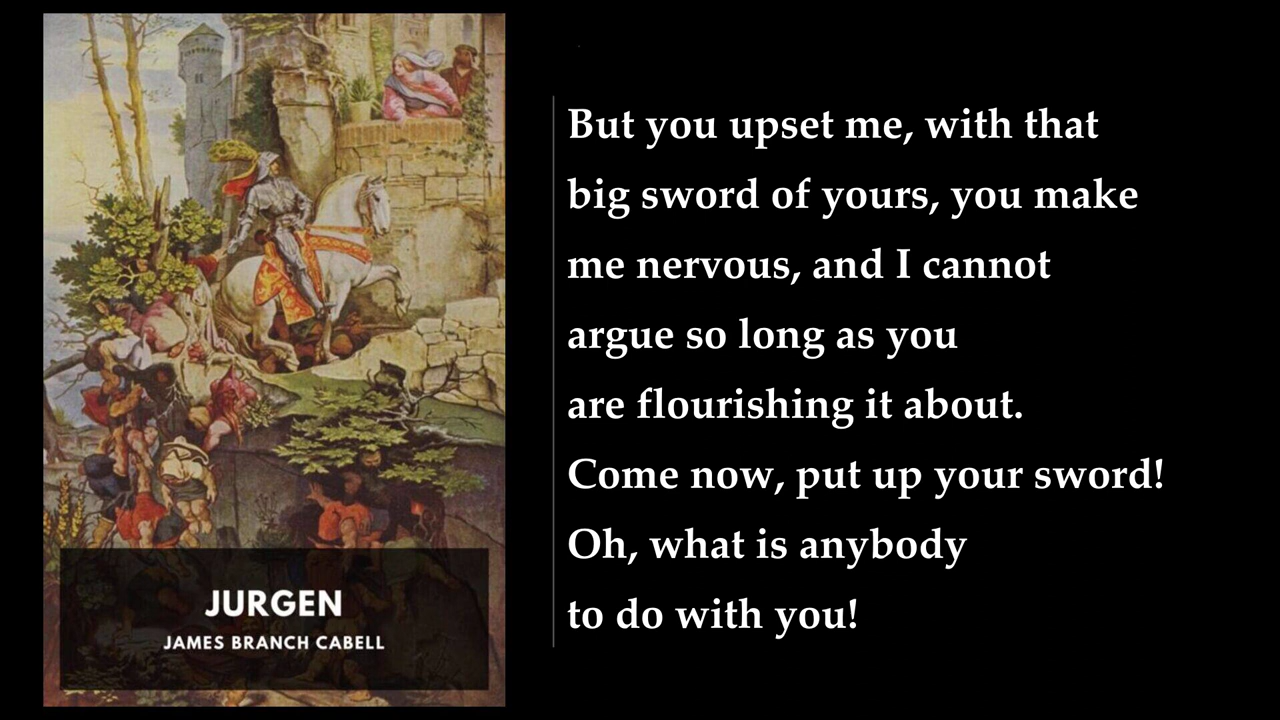 JURGEN
JAMES BRANCH CABELL
But you upset me, with that
big sword of yours, you make
me nervous, and I cannot
argue so long as you
are flourishing it about.
Come now, put up your sword!
Oh, what is anybody
to do with you!